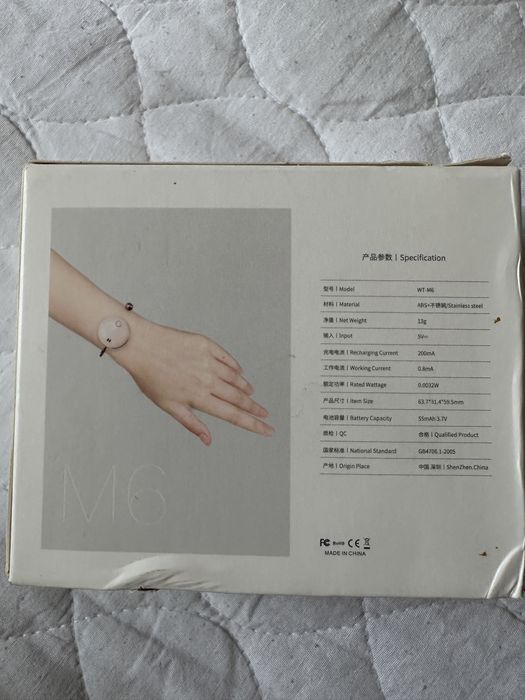 产品参数 | Specification
型号 | Model WT-M6
材料 | Material ABS+不锈钢/Stainless steel
净重 | Net Weight 13g
输入 | Input 5V⎓
充电电流 | Recharging Current 200mA
工作电流 | Working Current 0.8mA
额定功率 | Rated Wattage 0.0032W
产品尺寸 | Item Size 63.7*31.4*59.5mm
电池容量 | Battery Capacity 55mAh 3.7V
质检 | QC 合格 | Qualified Product
国家标准 | National Standard GB4706.1-2005
产地 | Origin Place 中国.深圳 | ShenZhen.China
M6
FC RoHS CE
MADE IN CHINA